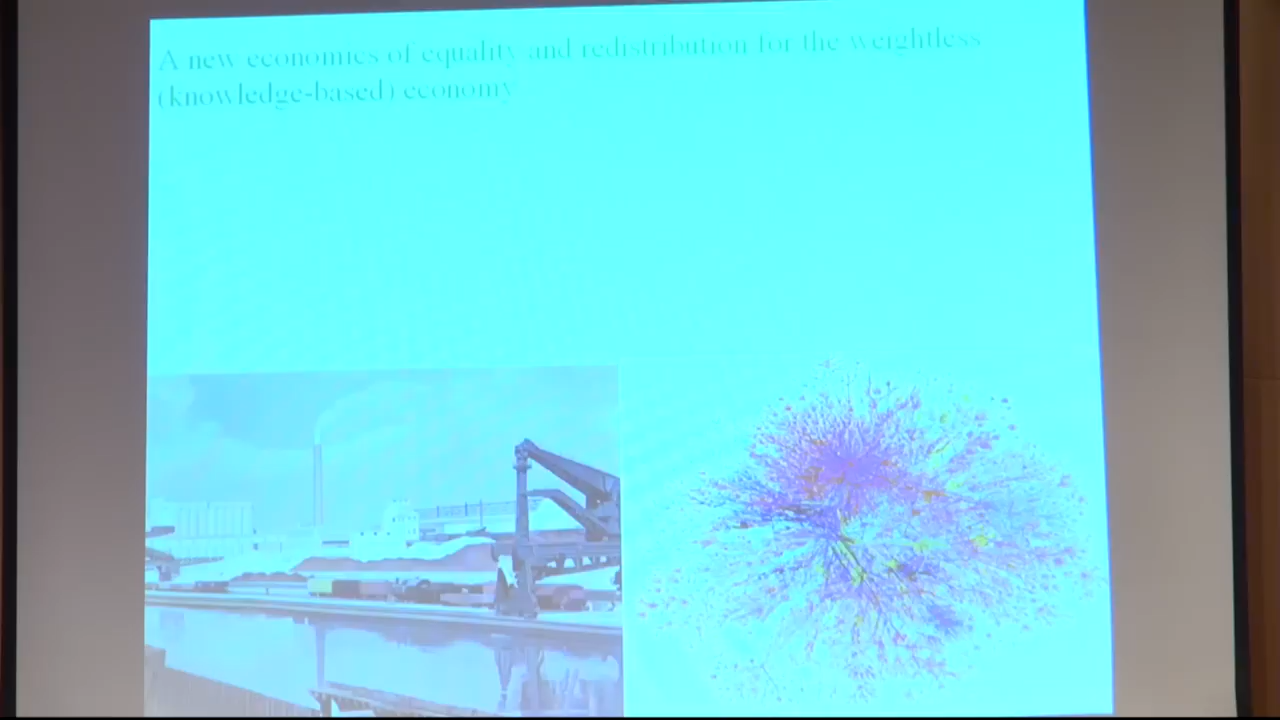 A new economics of equality and redistribution for the weightless
(knowledge-based) economy